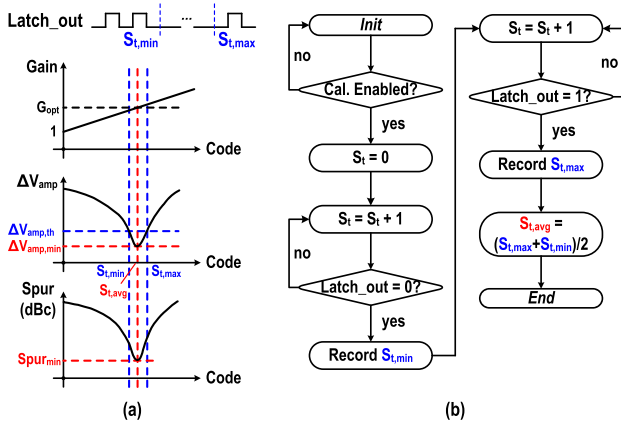 Latch_out
...
St,min
St,max
Gain
Gopt
1
Code
ΔVamp
ΔVamp,th
ΔVamp,min
St,min
St,max
St,avg
Code
Spur
(dBc)
Spurmin
Code
(a)
Init
no
Cal. Enabled?
yes
St = 0
St = St + 1
no
Latch_out = 0?
yes
Record St,min
St = St + 1
no
Latch_out = 1?
yes
Record St,max
St,avg =
(St,max+St,min)/2
End
(b)